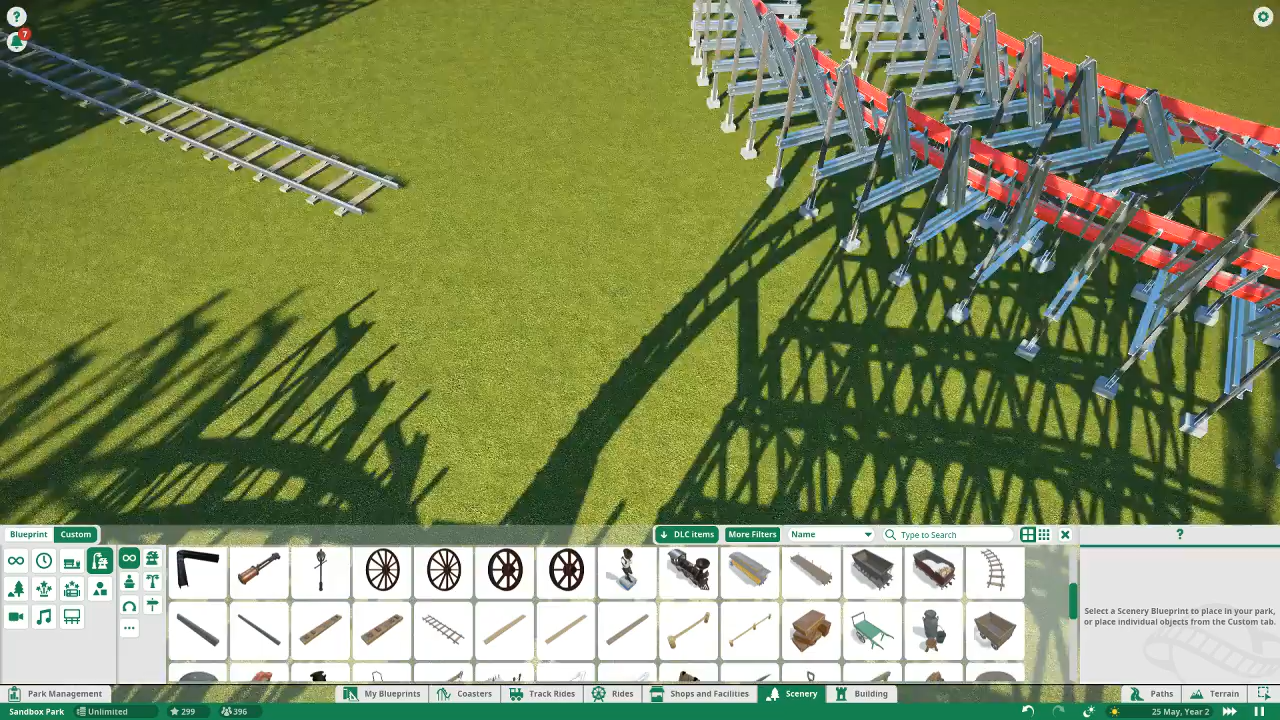 ?
7
Blueprint Custom DLC items More Filters Name Type to Search ?
Select a Scenery Blueprint to place in your park,
or place individual objects from the Custom tab.
Park Management My Blueprints Coasters Track Rides Rides Shops and Facilities Scenery Building Paths Terrain
Sandbox Park Unlimited 299 396 25 May, Year 2